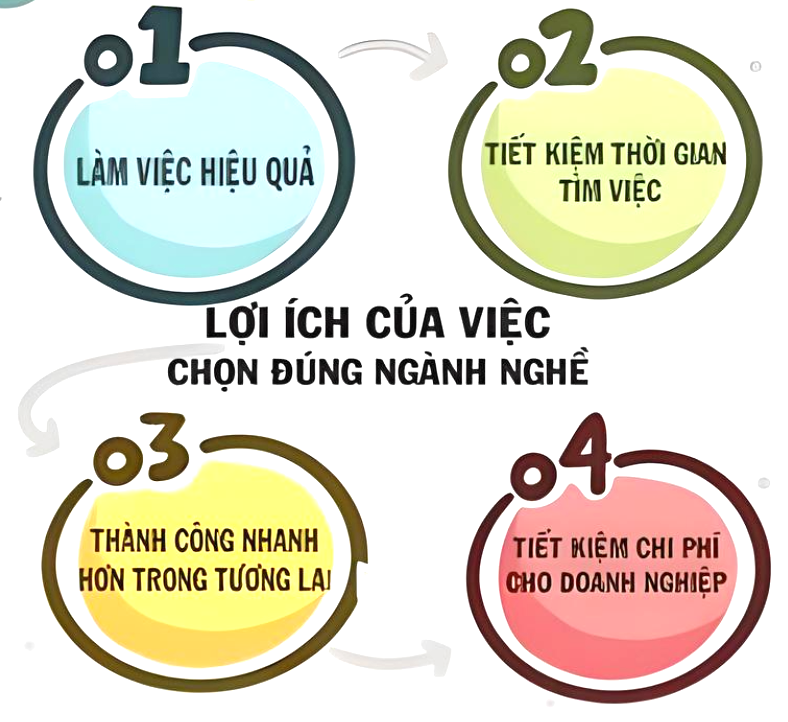 01
LÀM VIỆC HIỆU QUẢ
02
TIẾT KIỆM THỜI GIAN
TÌM VIỆC
LỢI ÍCH CỦA VIỆC
CHỌN ĐÚNG NGÀNH NGHỀ
03
THÀNH CÔNG NHANH
HƠN TRONG TƯƠNG LAI
04
TIẾT KIỆM CHI PHÍ
CHO DOANH NGHIỆP